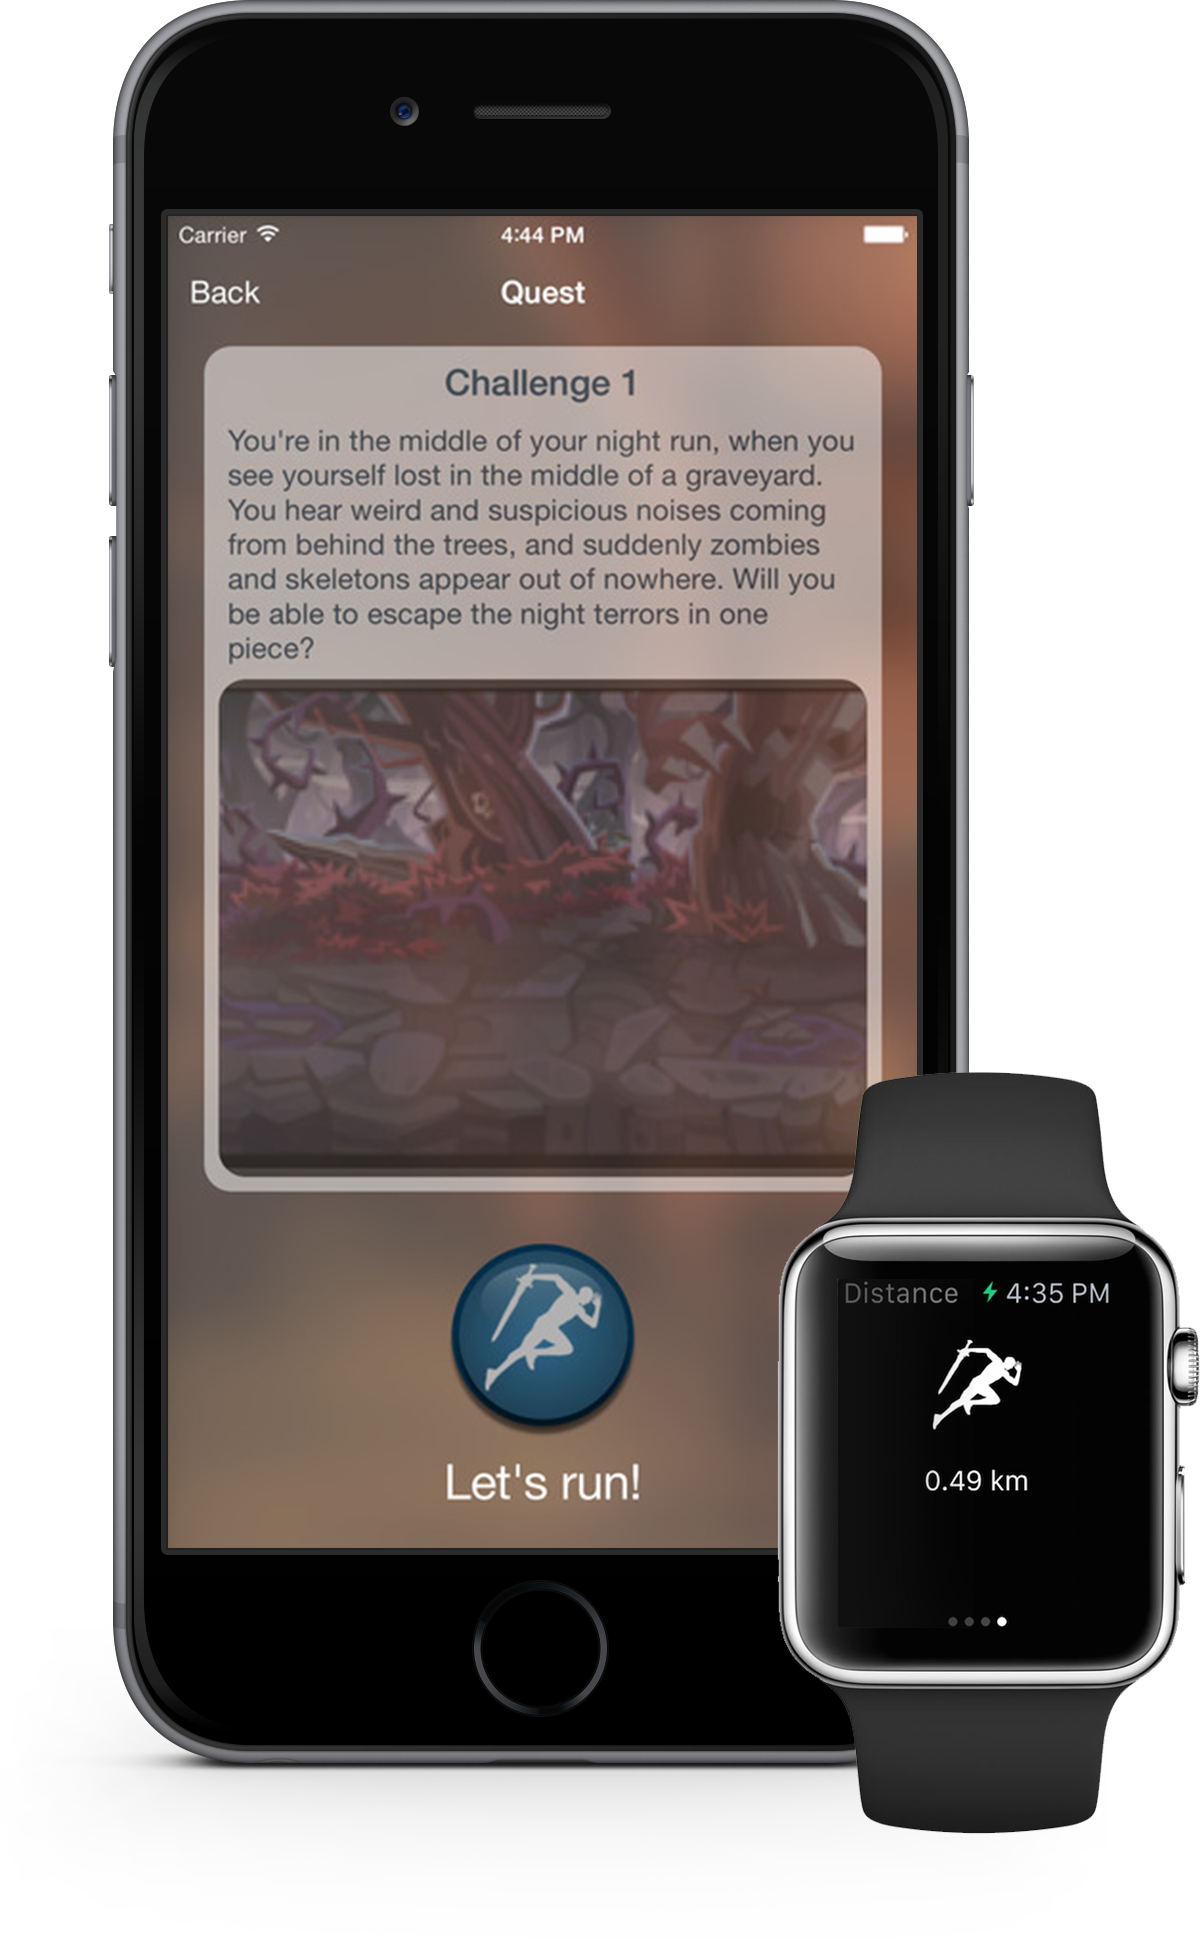 Carrier 4:44 PM
Back Quest
Challenge 1
You're in the middle of your night run, when you
see yourself lost in the middle of a graveyard.
You hear weird and suspicious noises coming
from behind the trees, and suddenly zombies
and skeletons appear out of nowhere. Will you
be able to escape the night terrors in one
piece?
Let's run!
Distance 4:35 PM
0.49 km